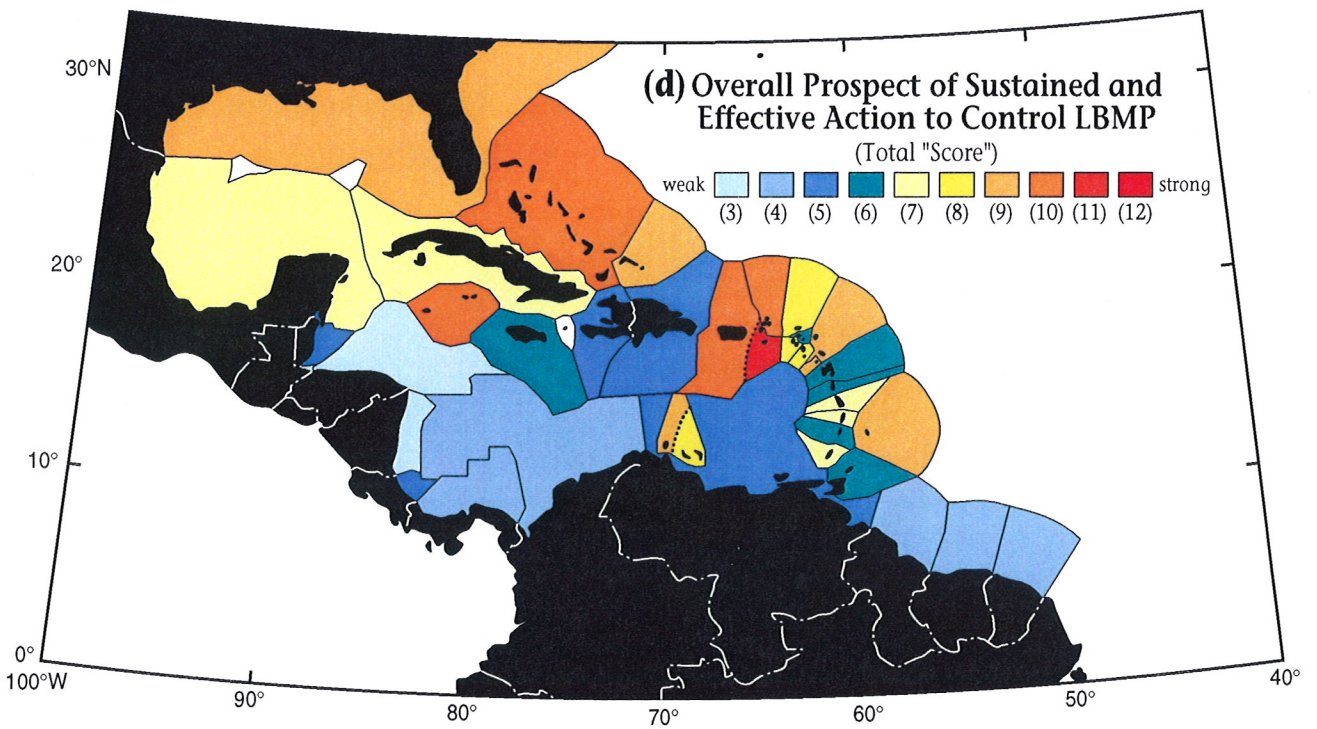 (d) Overall Prospect of Sustained and
Effective Action to Control LBMP
(Total "Score")
weak
strong
(3) (4) (5) (6) (7) (8) (9) (10) (11) (12)
30°N
20°
10°
0°
100°W
90°
80°
70°
60°
50°
40°